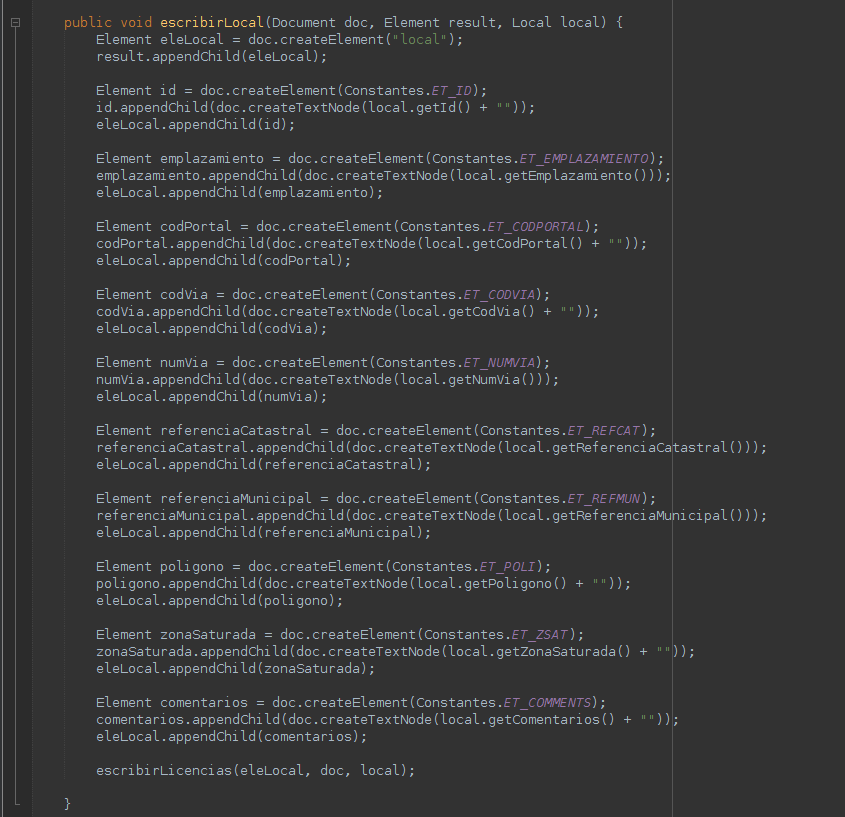 public void escribirLocal(Document doc, Element result, Local local) {
Element eleLocal = doc.createElement("local");
result.appendChild(eleLocal);
Element id = doc.createElement(Constantes.ET_ID);
id.appendChild(doc.createTextNode(local.getId() + ""));
eleLocal.appendChild(id);
Element emplazamiento = doc.createElement(Constantes.ET_EMPLAZAMIENTO);
emplazamiento.appendChild(doc.createTextNode(local.getEmplazamiento()));
eleLocal.appendChild(emplazamiento);
Element codPortal = doc.createElement(Constantes.ET_CODPORTAL);
codPortal.appendChild(doc.createTextNode(local.getCodPortal() + ""));
eleLocal.appendChild(codPortal);
Element codVia = doc.createElement(Constantes.ET_CODVIA);
codVia.appendChild(doc.createTextNode(local.getCodVia() + ""));
eleLocal.appendChild(codVia);
Element numVia = doc.createElement(Constantes.ET_NUMVIA);
numVia.appendChild(doc.createTextNode(local.getNumVia()));
eleLocal.appendChild(numVia);
Element referenciaCatastral = doc.createElement(Constantes.ET_REFCAT);
referenciaCatastral.appendChild(doc.createTextNode(local.getReferenciaCatastral()));
eleLocal.appendChild(referenciaCatastral);
Element referenciaMunicipal = doc.createElement(Constantes.ET_REFMUN);
referenciaMunicipal.appendChild(doc.createTextNode(local.getReferenciaMunicipal()));
eleLocal.appendChild(referenciaMunicipal);
Element poligono = doc.createElement(Constantes.ET_POLI);
poligono.appendChild(doc.createTextNode(local.getPoligono() + ""));
eleLocal.appendChild(poligono);
Element zonaSaturada = doc.createElement(Constantes.ET_ZSAT);
zonaSaturada.appendChild(doc.createTextNode(local.getZonaSaturada() + ""));
eleLocal.appendChild(zonaSaturada);
Element comentarios = doc.createElement(Constantes.ET_COMMENTS);
comentarios.appendChild(doc.createTextNode(local.getComentarios() + ""));
eleLocal.appendChild(comentarios);
escribirLicencias(eleLocal, doc, local);
}